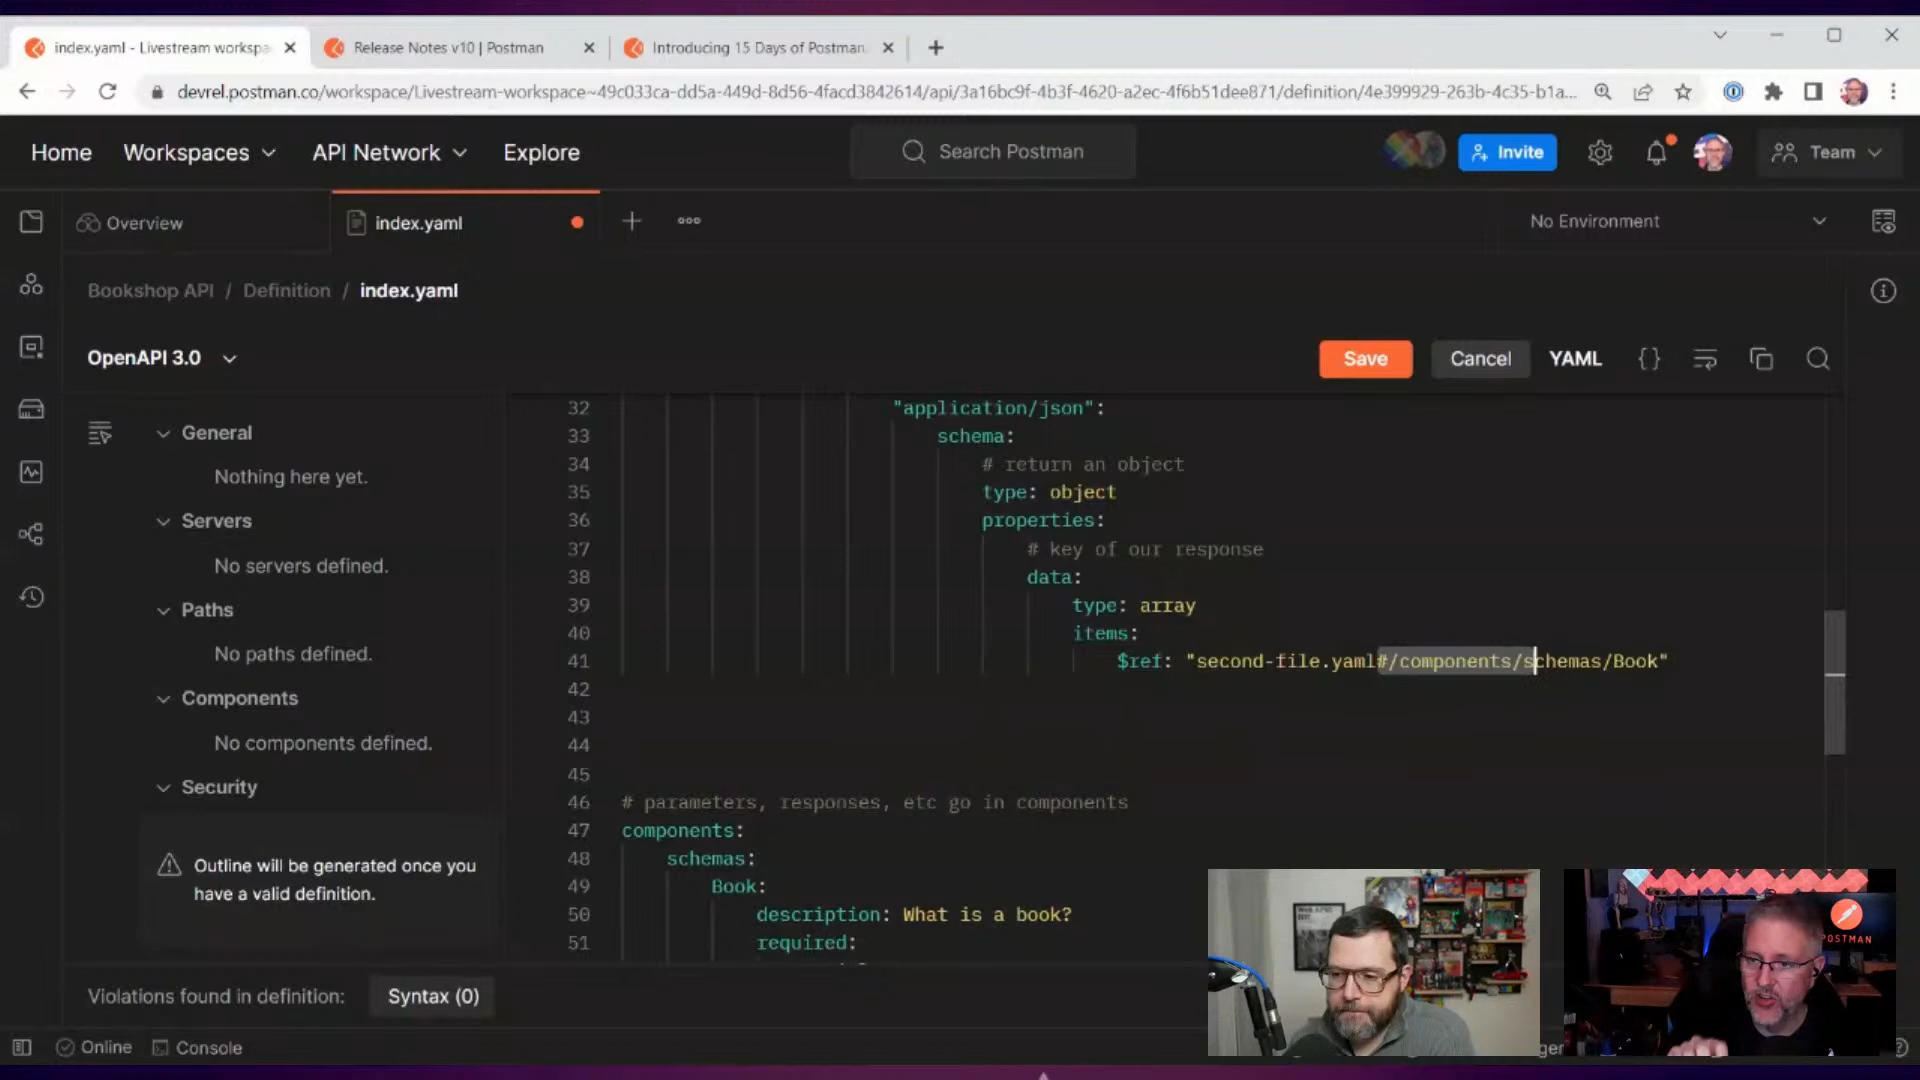 index.yaml - Livestream workspa
Release Notes v10 | Postman
Introducing 15 Days of Postman
devrel.postman.co/workspace/Livestream-workspace~49c033ca-dd5a-449d-8d56-4facd3842614/api/3a16bc9f-4b3f-4620-a2ec-4f6b51dee871/definition/4e399929-263b-4c35-b1a...
Home
Workspaces
API Network
Explore
Search Postman
Invite
Team
Overview
index.yaml
No Environment
Bookshop API / Definition / index.yaml
OpenAPI 3.0
Save
Cancel
YAML
General
Nothing here yet.
Servers
No servers defined.
Paths
No paths defined.
Components
No components defined.
Security
Outline will be generated once you
have a valid definition.
32 "application/json":
33 schema:
34 # return an object
35 type: object
36 properties:
37 # key of our response
38 data:
39 type: array
40 items:
41 $ref: "second-file.yaml#/components/schemas/Book"
42
43
44
45
46 # parameters, responses, etc go in components
47 components:
48 schemas:
49 Book:
50 description: What is a book?
51 required:
Violations found in definition:
Syntax (0)
POSTMAN
Online
Console